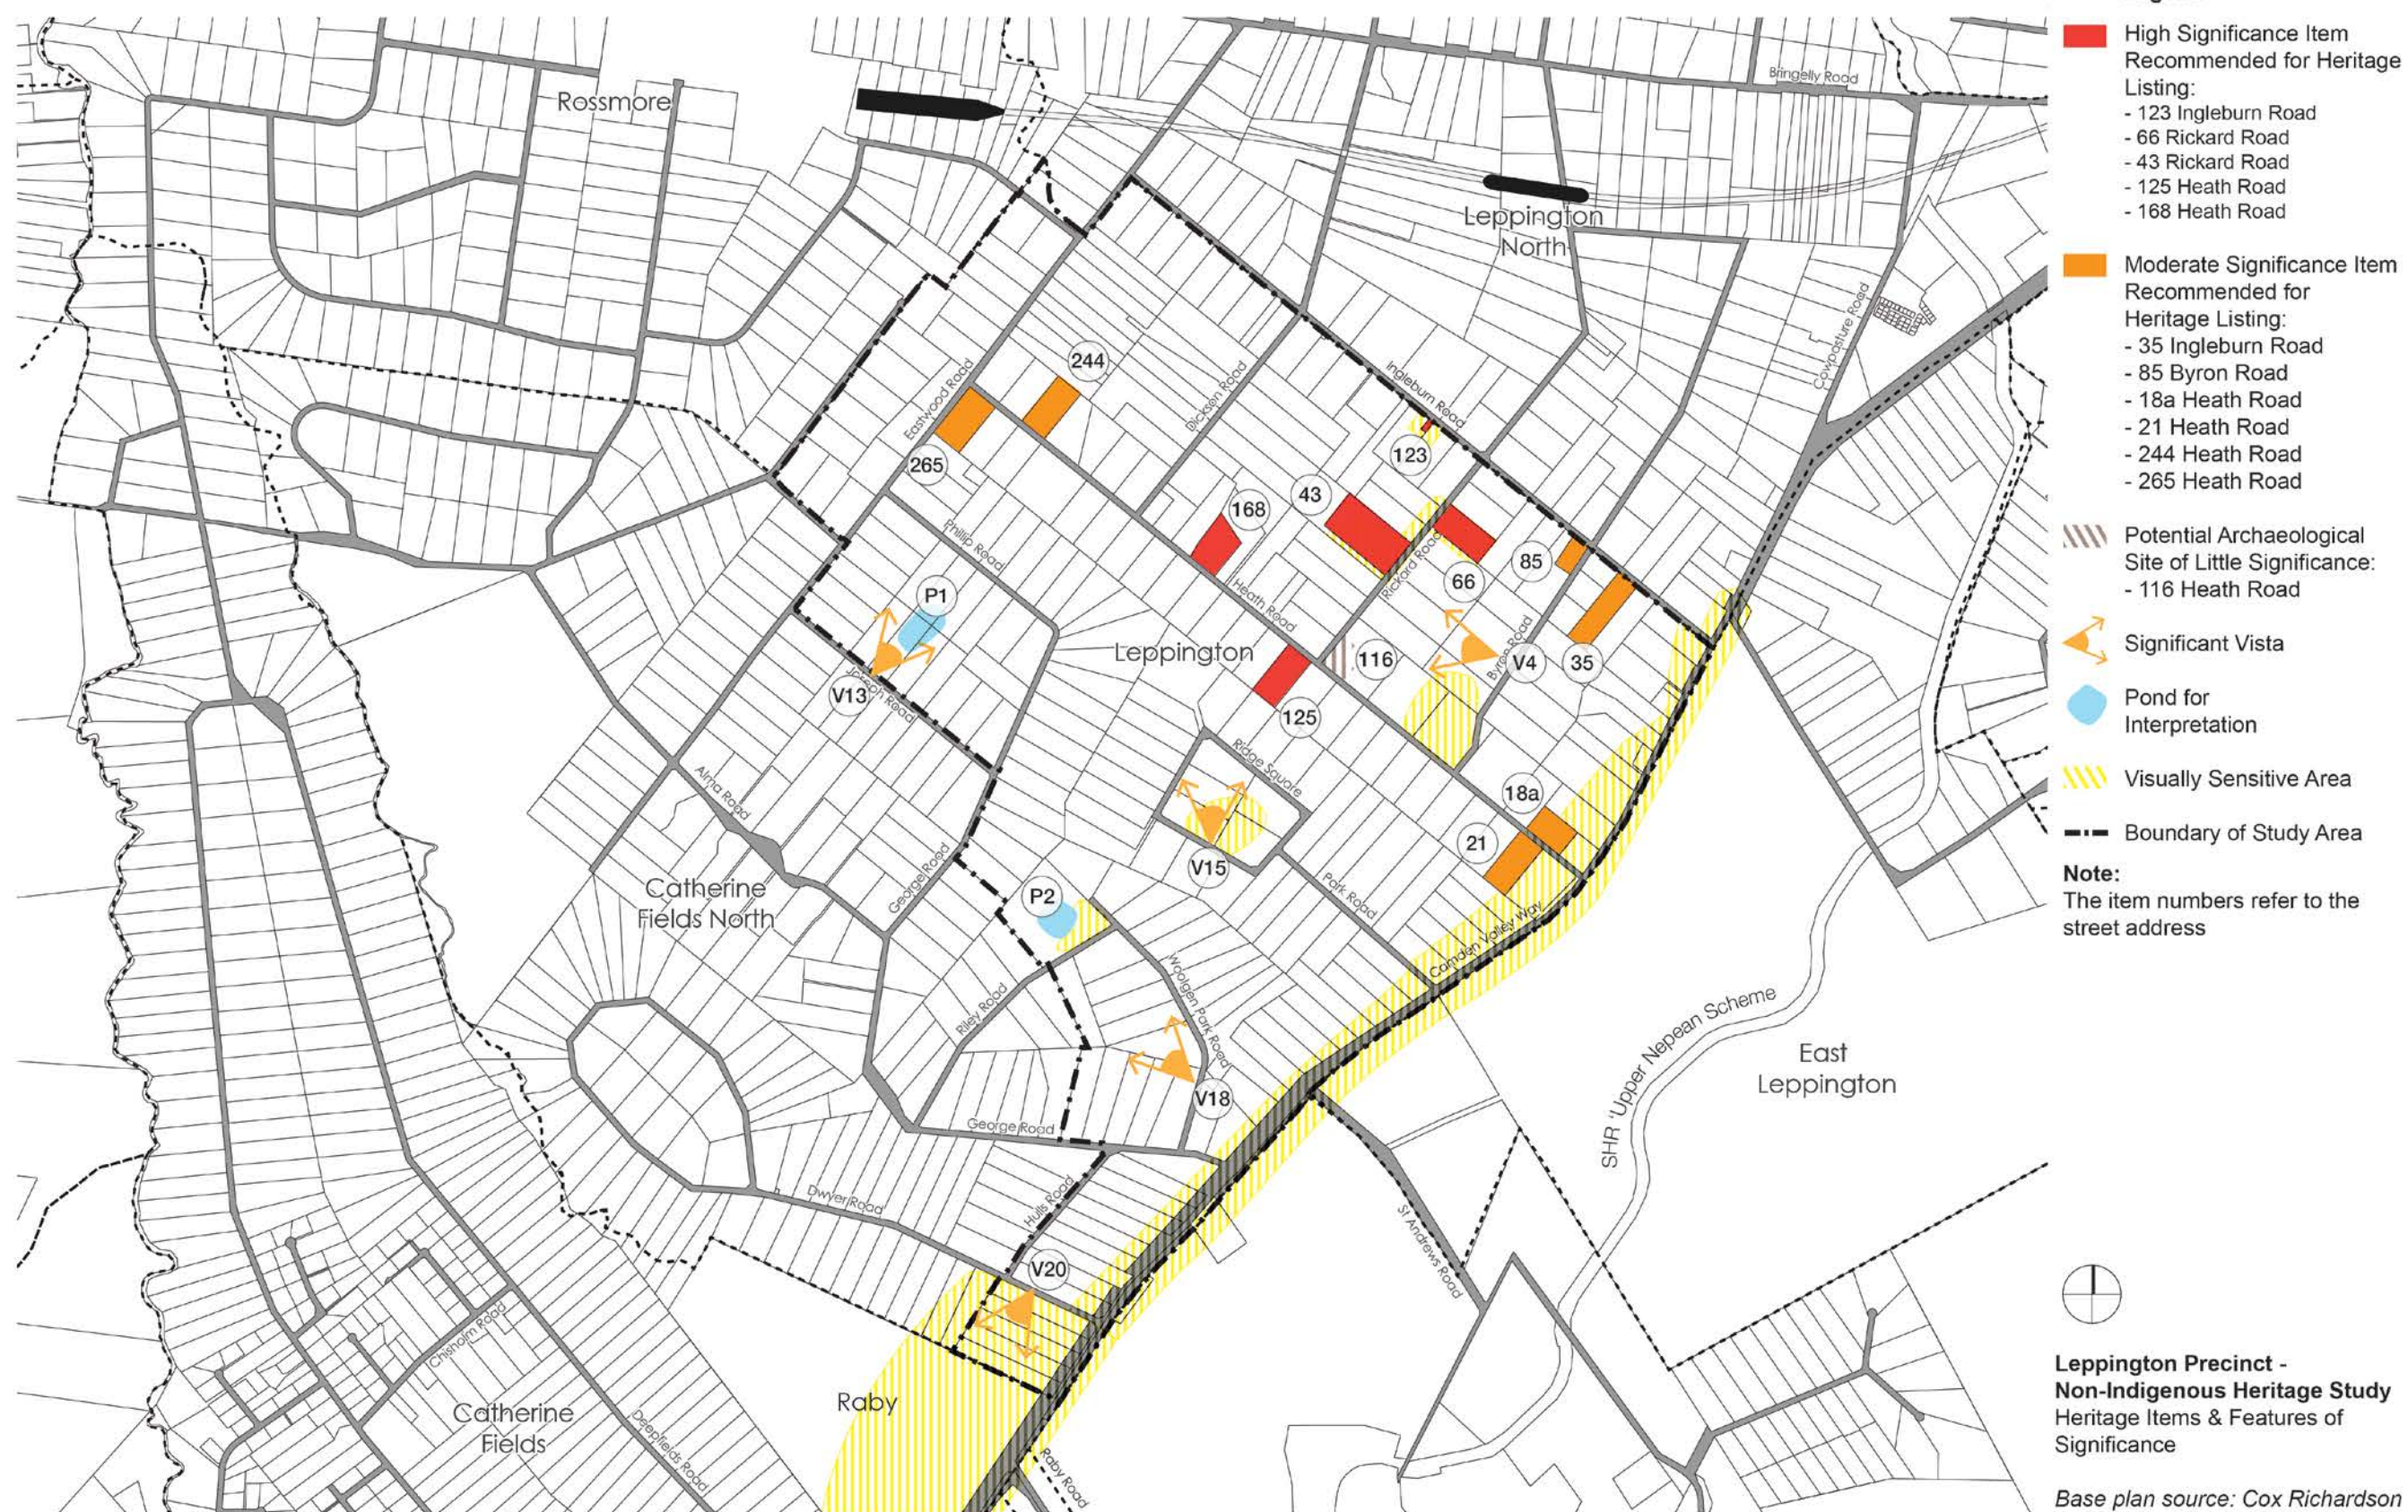 Bringelly Road
Rossmore
Leppington
North
Cowpasture Road
244
Eastwood Road
Dickson Road
Ingleburn Road
265
123
43
168
Phillip Road
Rickard Road
66
85
P1
Heath Road
Leppington
116
Byron Road
V4
35
V13
Joseph Road
125
Ridge Square
Alma Road
18a
21
V15
George Road
Catherine
Fields North
P2
Park Road
Camden Valley Way
Woolgen Park Road
Riley Road
SHR 'Upper Nepean Scheme
East
Leppington
V18
George Road
Dwyer Road
Hulls Road
St Andrews Road
V20
Chisholm Road
Raby
Catherine
Fields
Deepfields Road
Raby Road
High Significance Item
Recommended for Heritage
Listing:
- 123 Ingleburn Road
- 66 Rickard Road
- 43 Rickard Road
- 125 Heath Road
- 168 Heath Road
Moderate Significance Item
Recommended for
Heritage Listing:
- 35 Ingleburn Road
- 85 Byron Road
- 18a Heath Road
- 21 Heath Road
- 244 Heath Road
- 265 Heath Road
Potential Archaeological
Site of Little Significance:
- 116 Heath Road
Significant Vista
Pond for
Interpretation
Visually Sensitive Area
Boundary of Study Area
Note:
The item numbers refer to the
street address
Leppington Precinct -
Non-Indigenous Heritage Study
Heritage Items & Features of
Significance
Base plan source: Cox Richardson